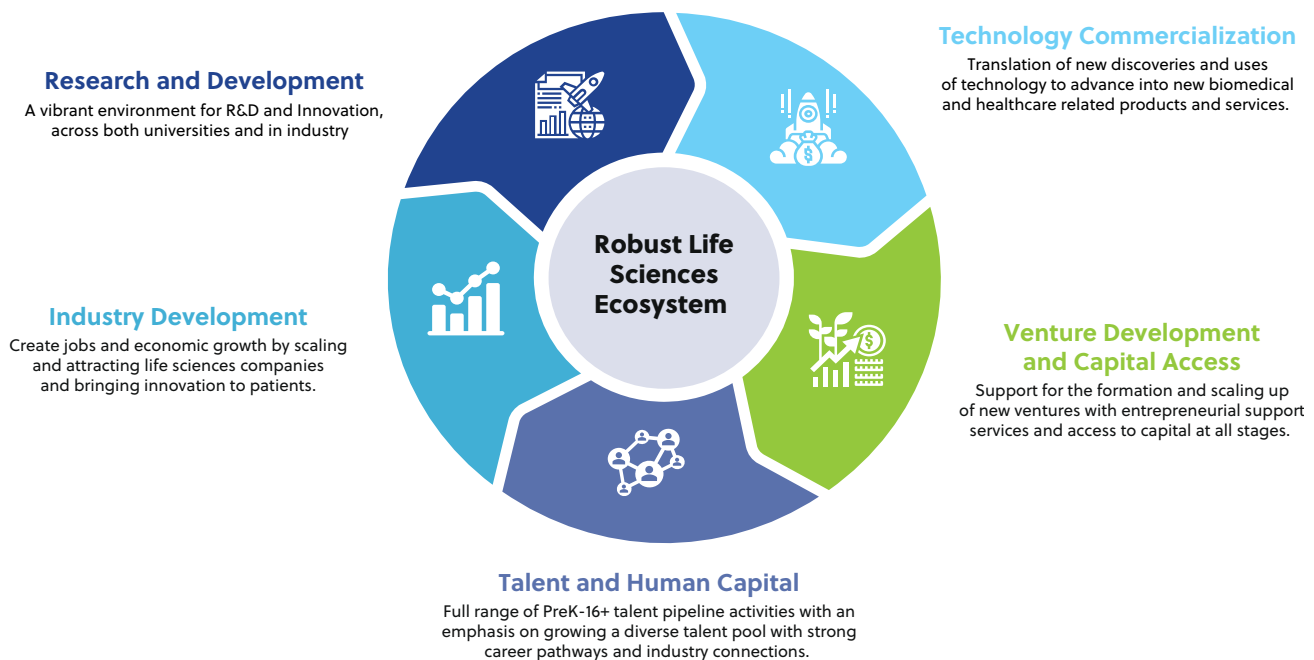 Research and Development
A vibrant environment for R&D and Innovation,
across both universities and in industry
Technology Commercialization
Translation of new discoveries and uses
of technology to advance into new biomedical
and healthcare related products and services.
Robust Life
Sciences
Ecosystem
$
$
Industry Development
Create jobs and economic growth by scaling
and attracting life sciences companies
and bringing innovation to patients.
Venture Development
and Capital Access
Support for the formation and scaling up
of new ventures with entrepreneurial support
services and access to capital at all stages.
Talent and Human Capital
Full range of PreK-16+ talent pipeline activities with an
emphasis on growing a diverse talent pool with strong
career pathways and industry connections.